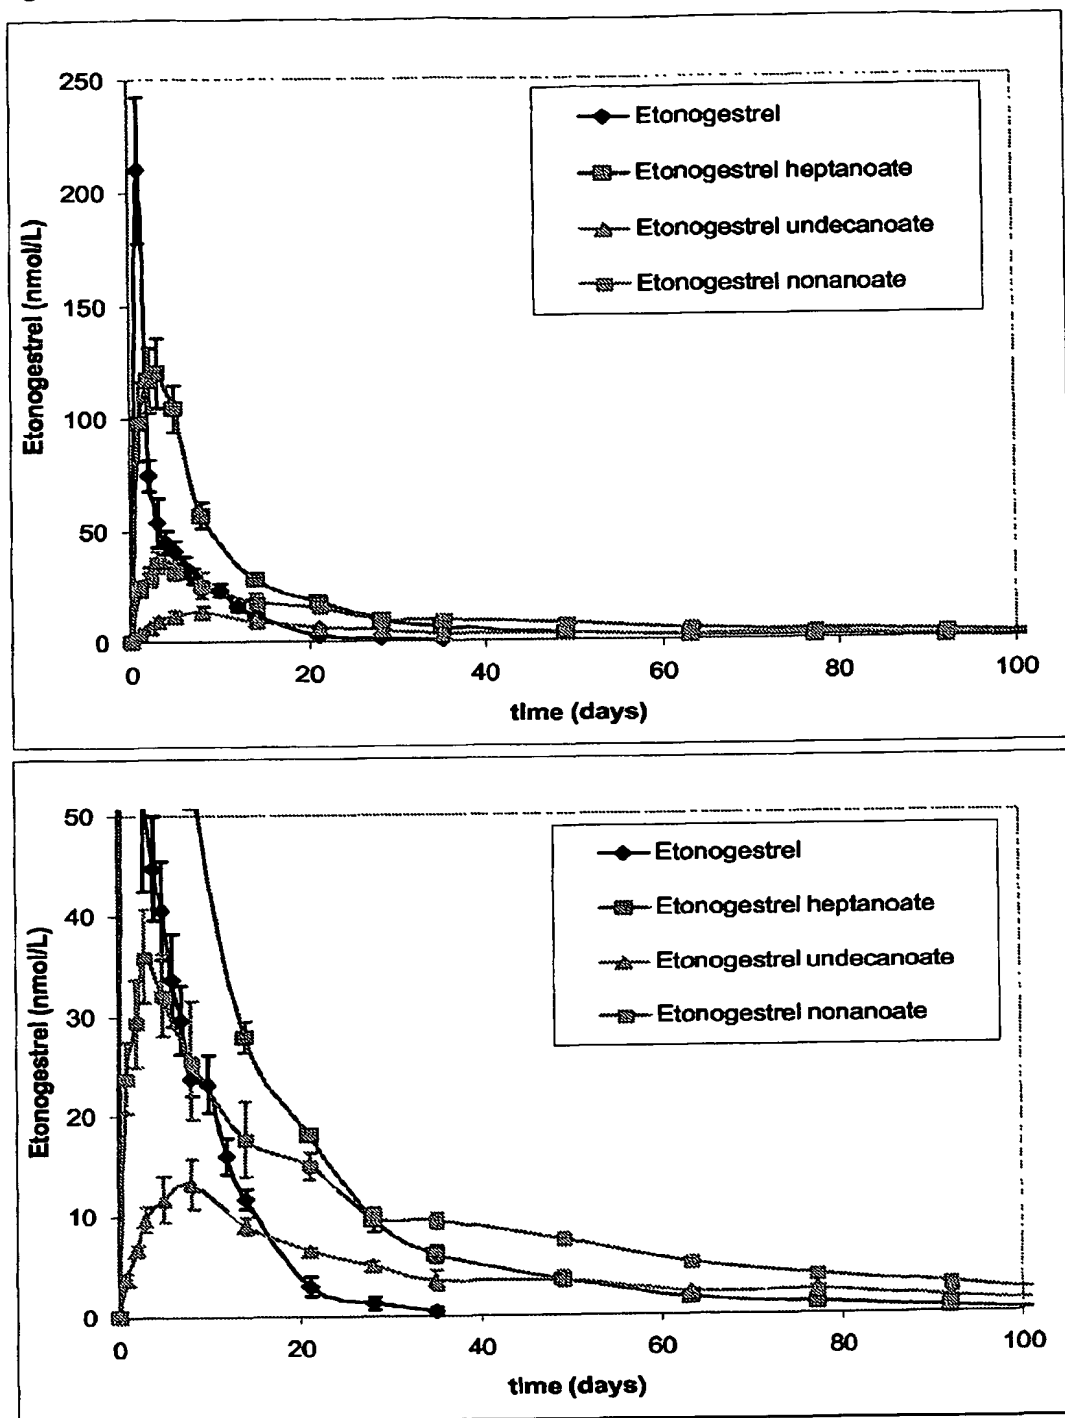 250
200
150
100
50
0
Etonogestrel (nmol/L)
Etonogestrel
Etonogestrel heptanoate
Etonogestrel undecanoate
Etonogestrel nonanoate
0 20 40 60 80 100
time (days)
50
40
30
20
10
0
Etonogestrel (nmol/L)
Etonogestrel
Etonogestrel heptanoate
Etonogestrel undecanoate
Etonogestrel nonanoate
0 20 40 60 80 100
time (days)